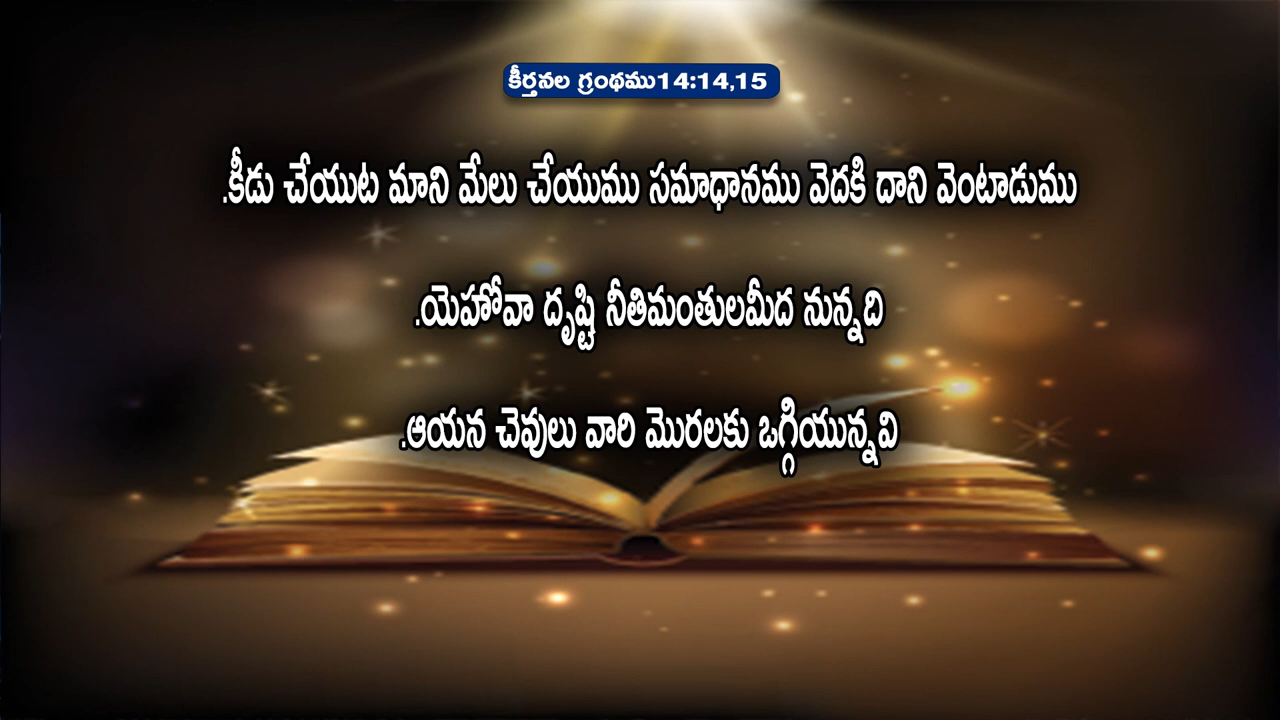 కీర్తనల గ్రంథము14:14,15
.కీడు చేయుట మాని మేలు చేయుము సమాధానము వెదకి దాని వెంటాడుము
.యెహోవా దృష్టి నీతిమంతులమీద నున్నది
.ఆయన చెవులు వారి మొరలకు ఒగ్గియున్నవి